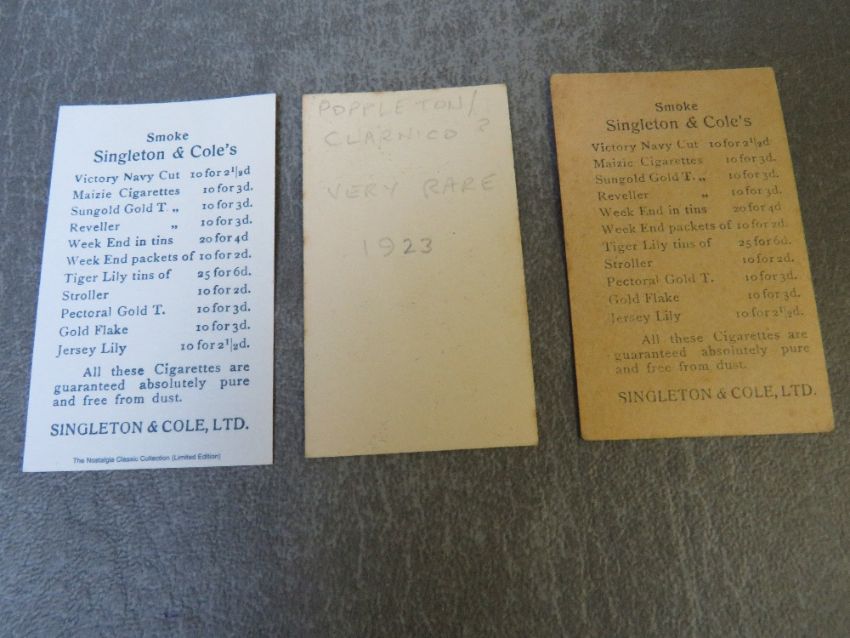 Smoke
Singleton & Cole's
Victory Navy Cut 10 for 2 1/2d
Maizie Cigarettes 10 for 3d.
Sungold Gold T. „ 10 for 3d.
Reveller „ 10 for 3d.
Week End in tins 20 for 4d
Week End packets of 10 for 2d.
Tiger Lily tins of 25 for 6d.
Stroller 10 for 2d.
Pectoral Gold T. 10 for 3d.
Gold Flake 10 for 3d.
Jersey Lily 10 for 2 1/2d.
All these Cigarettes are
guaranteed absolutely pure
and free from dust.
SINGLETON & COLE, LTD.
The Nostalgia Classic Collection (Limited Edition)
POPPLETON/
CLARNICO ?
VERY RARE
1923
Smoke
Singleton & Cole's
Victory Navy Cut 10 for 2 1/2d
Maizie Cigarettes 10 for 3d.
Sungold Gold T. „ 10 for 3d.
Reveller „ 10 for 3d.
Week End in tins 20 for 4d
Week End packets of 10 for 2d.
Tiger Lily tins of 25 for 6d.
Stroller 10 for 2d.
Pectoral Gold T. 10 for 3d.
Gold Flake 10 for 3d.
Jersey Lily 10 for 2 1/2d.
All these Cigarettes are
guaranteed absolutely pure
and free from dust.
SINGLETON & COLE, LTD.